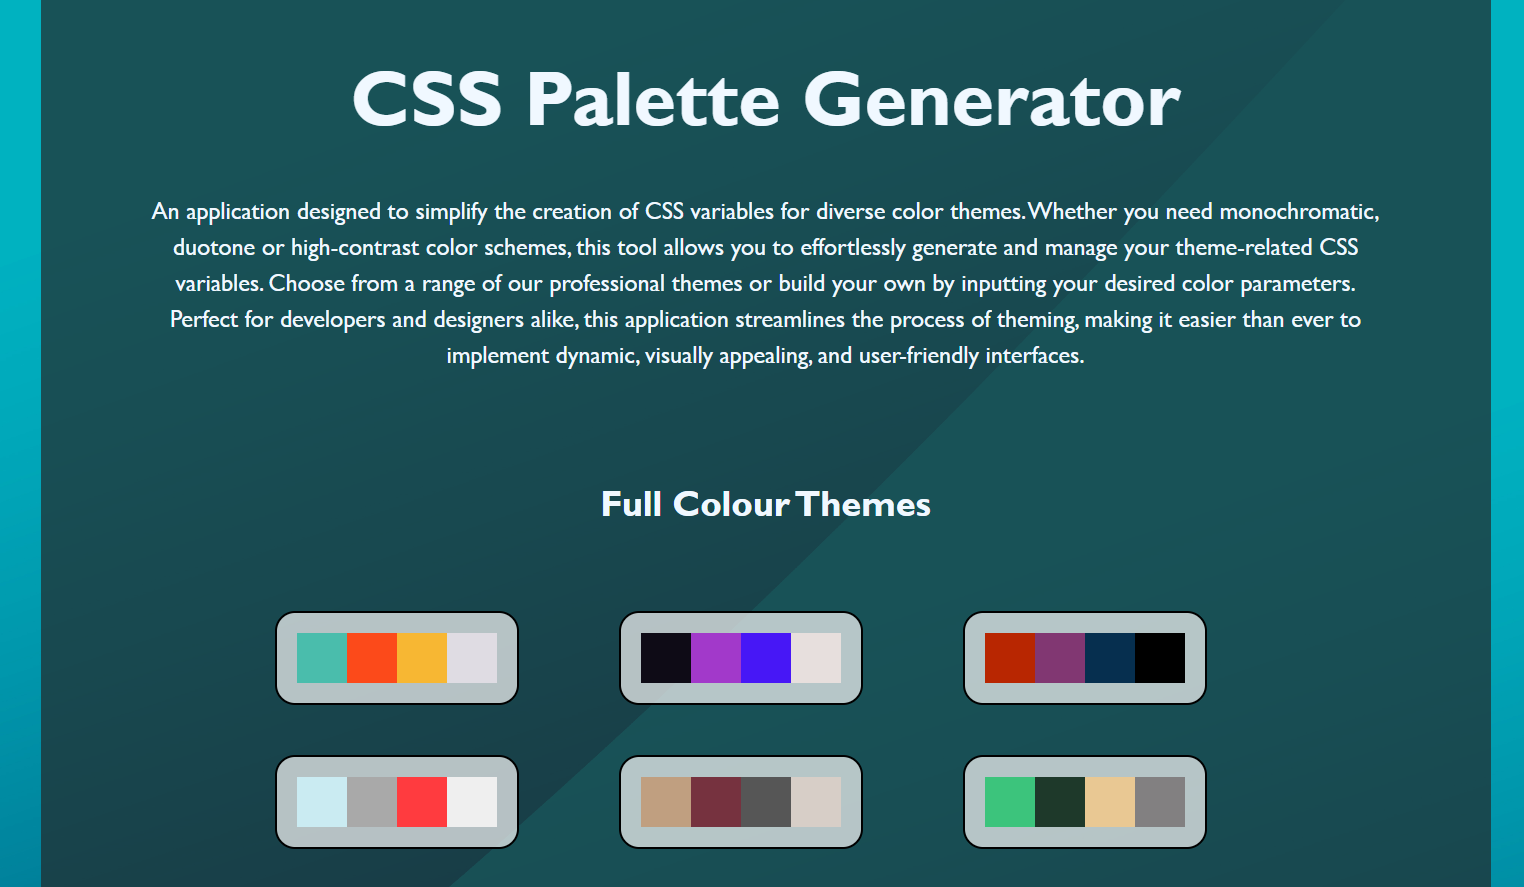 CSS Palette Generator
An application designed to simplify the creation of CSS variables for diverse color themes. Whether you need monochromatic,
duotone or high-contrast color schemes, this tool allows you to effortlessly generate and manage your theme-related CSS
variables. Choose from a range of our professional themes or build your own by inputting your desired color parameters.
Perfect for developers and designers alike, this application streamlines the process of theming, making it easier than ever to
implement dynamic, visually appealing, and user-friendly interfaces.
Full Colour Themes